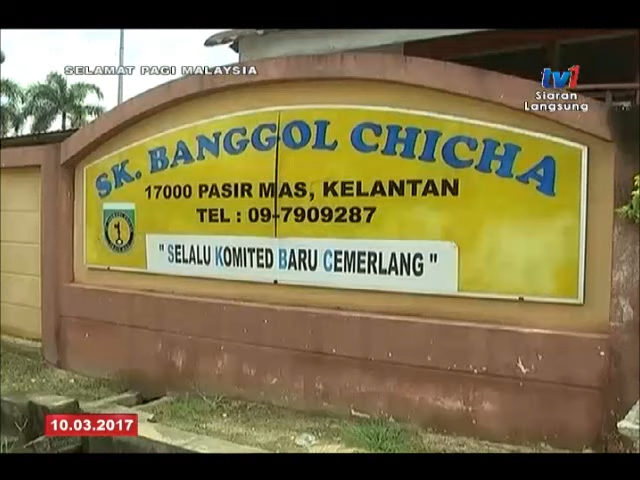 SELAMAT PAGI MALAYSIA
tv1
Siaran
Langsung
SK. BANGGOL CHICHA
17000 PASIR MAS, KELANTAN
TEL : 09-7909287
" SELALU KOMITED BARU CEMERLANG "
10.03.2017